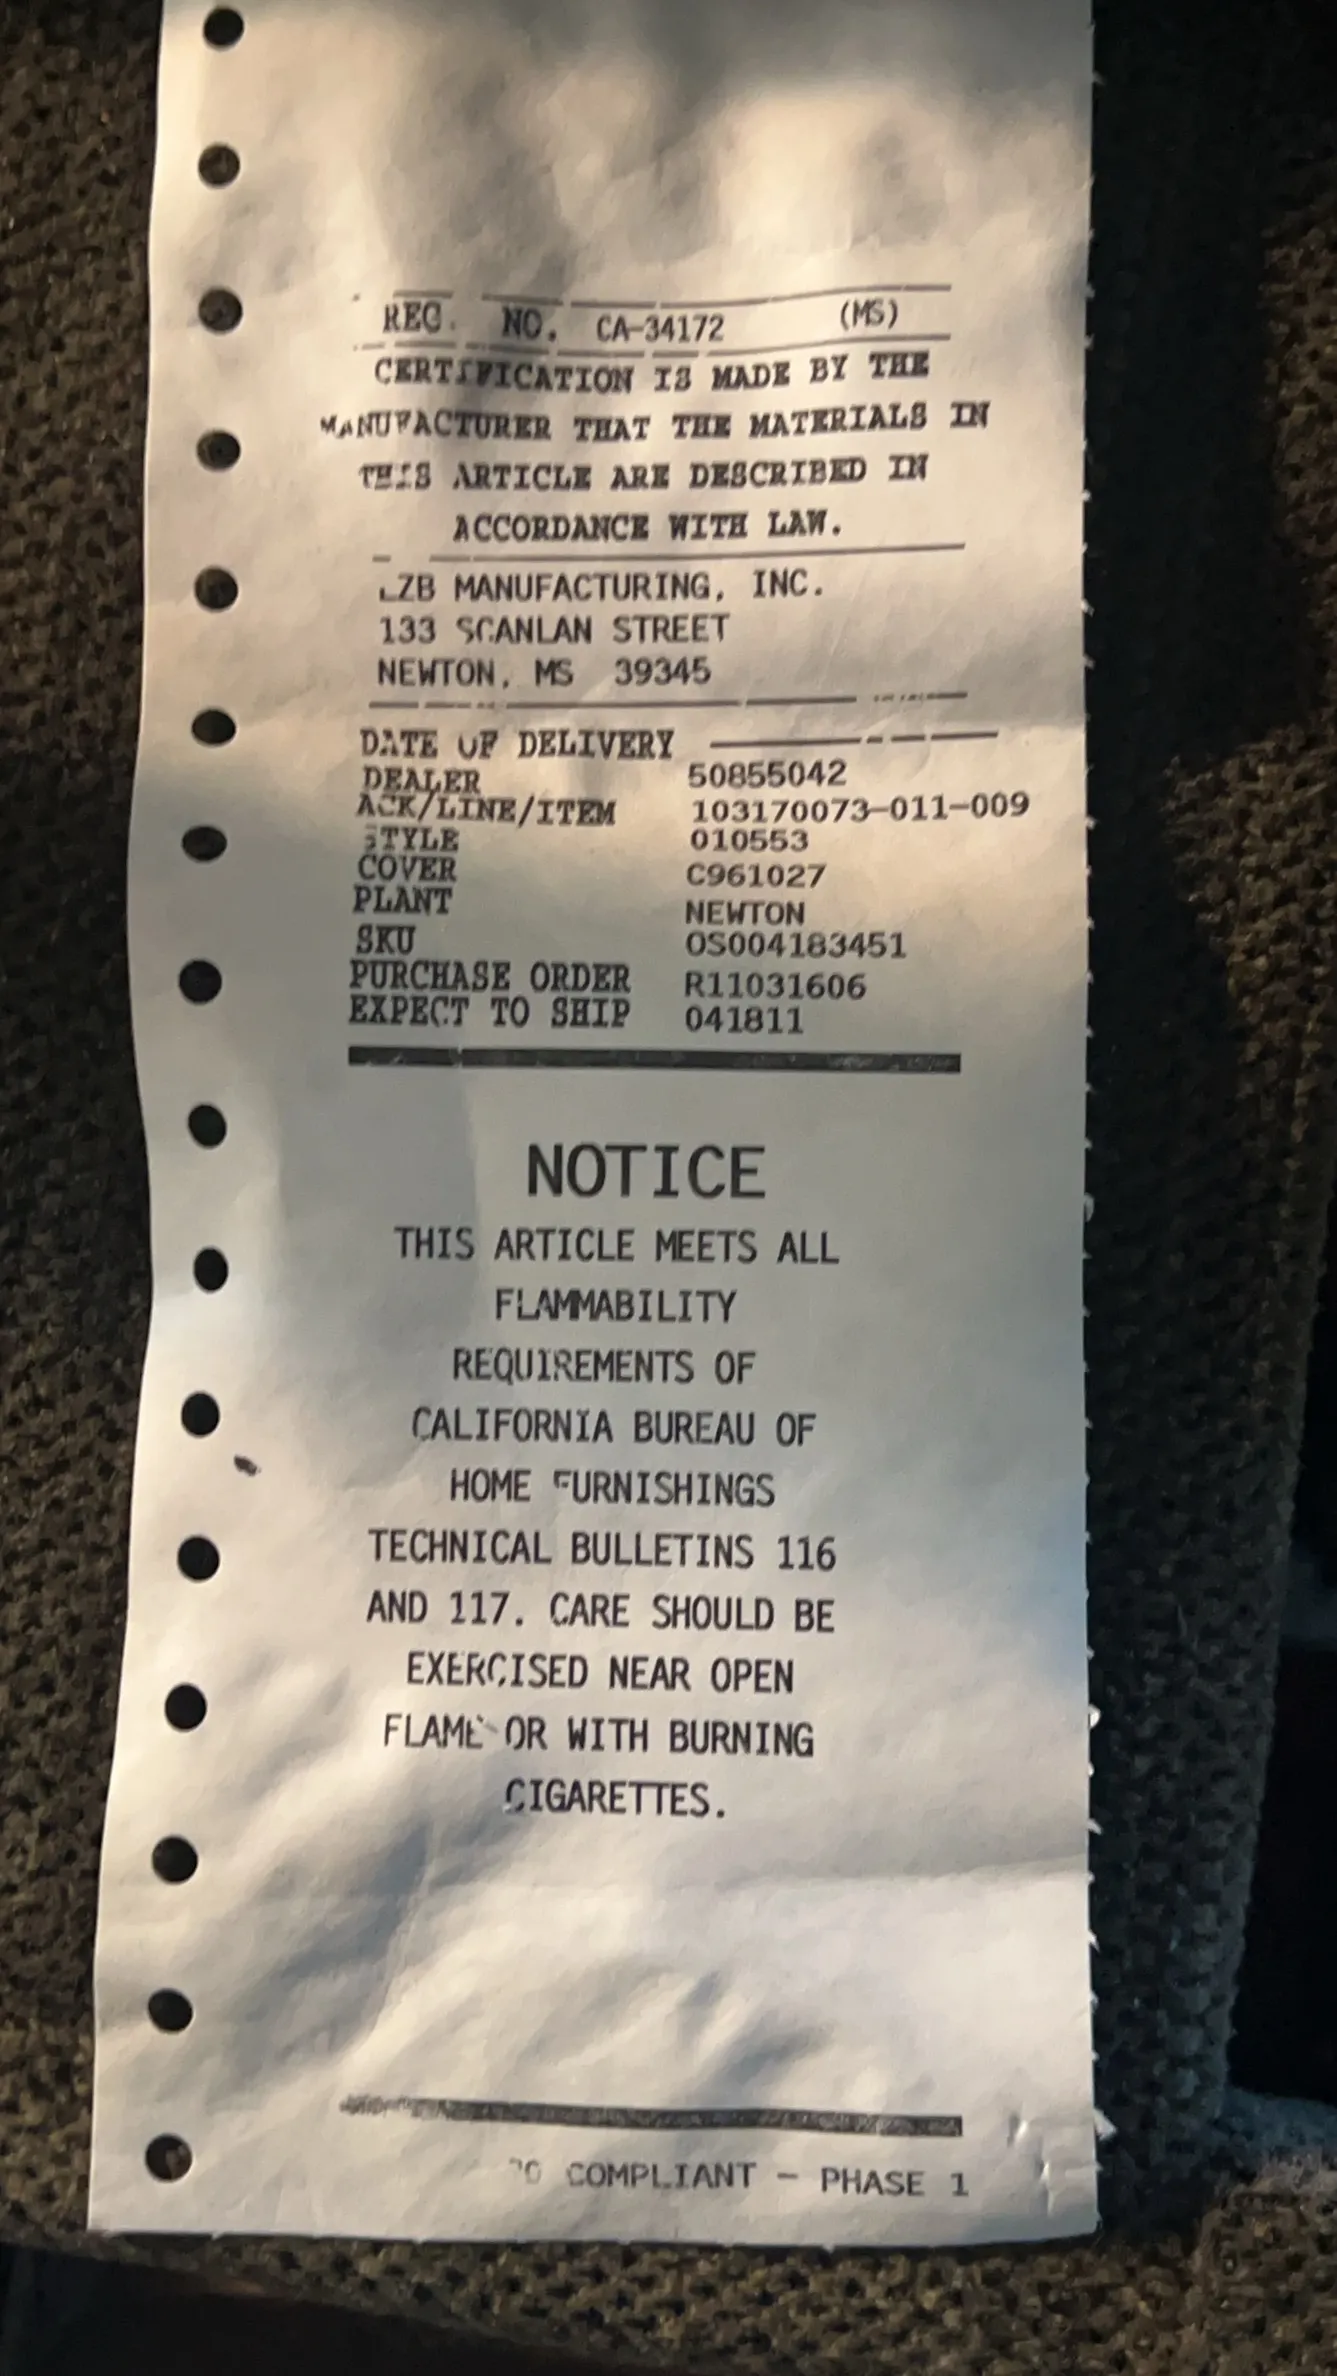 REG. NO. CA-34172 (MS)
CERTIFICATION IS MADE BY THE
MANUFACTURER THAT THE MATERIALS IN
THIS ARTICLE ARE DESCRIBED IN
ACCORDANCE WITH LAW.
LZB MANUFACTURING, INC.
133 SCANLAN STREET
NEWTON, MS 39345
DATE OF DELIVERY
DEALER 50855042
ACK/LINE/ITEM 103170073-011-009
STYLE 010553
COVER C961027
PLANT NEWTON
SKU OS004183451
PURCHASE ORDER R11031606
EXPECT TO SHIP 041811
NOTICE
THIS ARTICLE MEETS ALL
FLAMMABILITY
REQUIREMENTS OF
CALIFORNIA BUREAU OF
HOME FURNISHINGS
TECHNICAL BULLETINS 116
AND 117. CARE SHOULD BE
EXERCISED NEAR OPEN
FLAME OR WITH BURNING
CIGARETTES.
COMPLIANT - PHASE 1